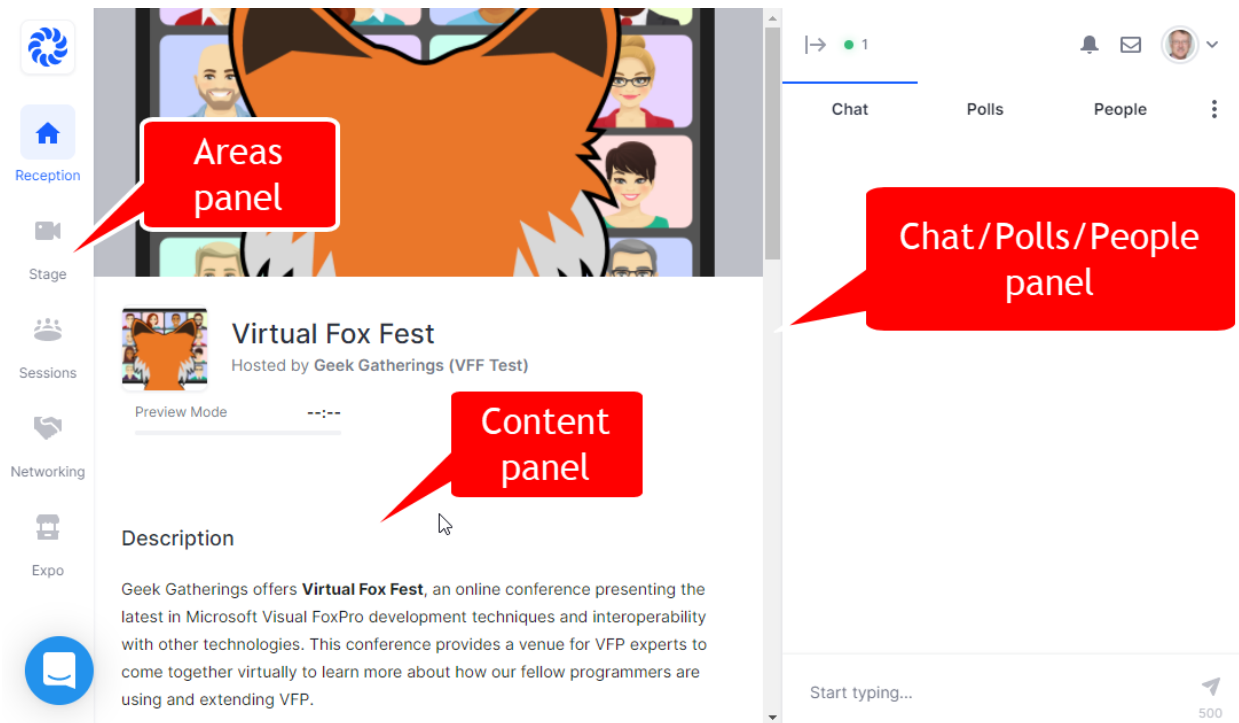 Reception
Stage
Sessions
Networking
Expo
Areas
panel
Virtual Fox Fest
Hosted by Geek Gatherings (VFF Test)
Preview Mode --:--
Content
panel
Description
Geek Gatherings offers Virtual Fox Fest, an online conference presenting the
latest in Microsoft Visual FoxPro development techniques and interoperability
with other technologies. This conference provides a venue for VFP experts to
come together virtually to learn more about how our fellow programmers are
using and extending VFP.
1
Chat Polls People
Chat/Polls/People
panel
Start typing...
500